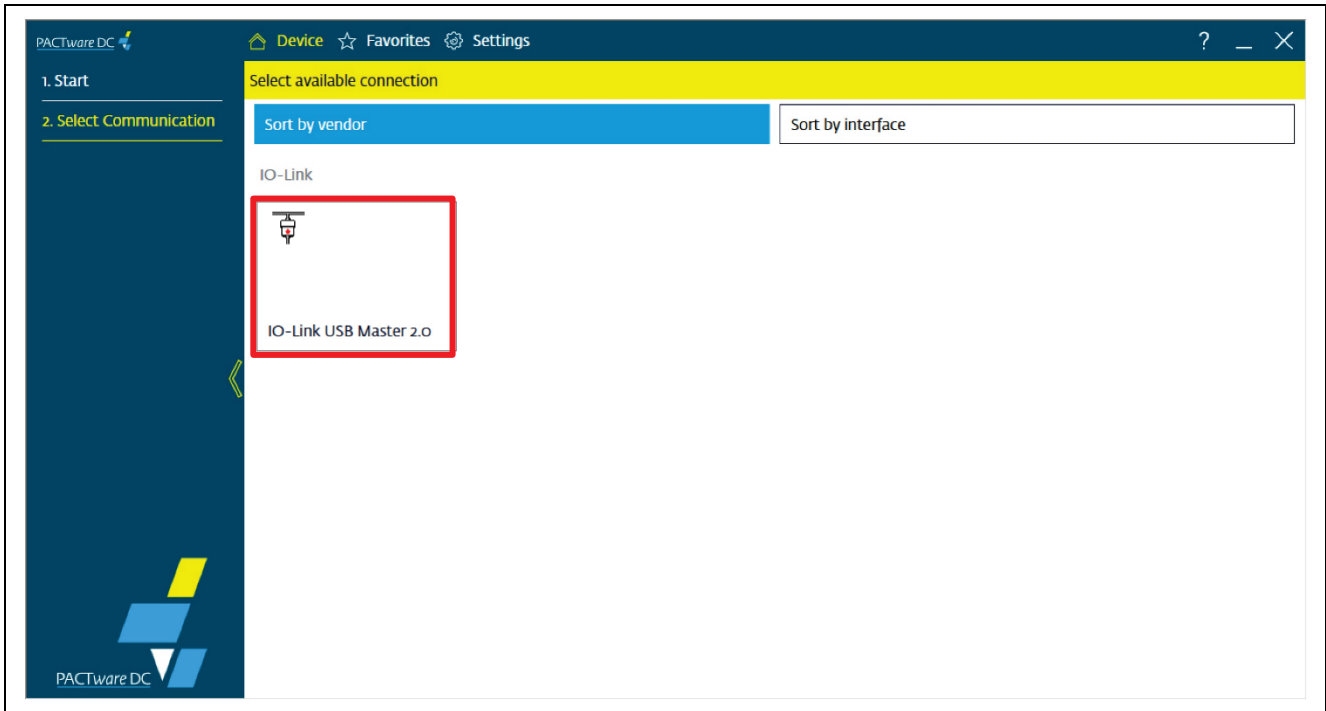 PACTware DC
Device Favorites Settings ?
1. Start
Select available connection
2. Select Communication
Sort by vendor
Sort by interface
IO-Link
IO-Link USB Master 2.0
PACTware DC